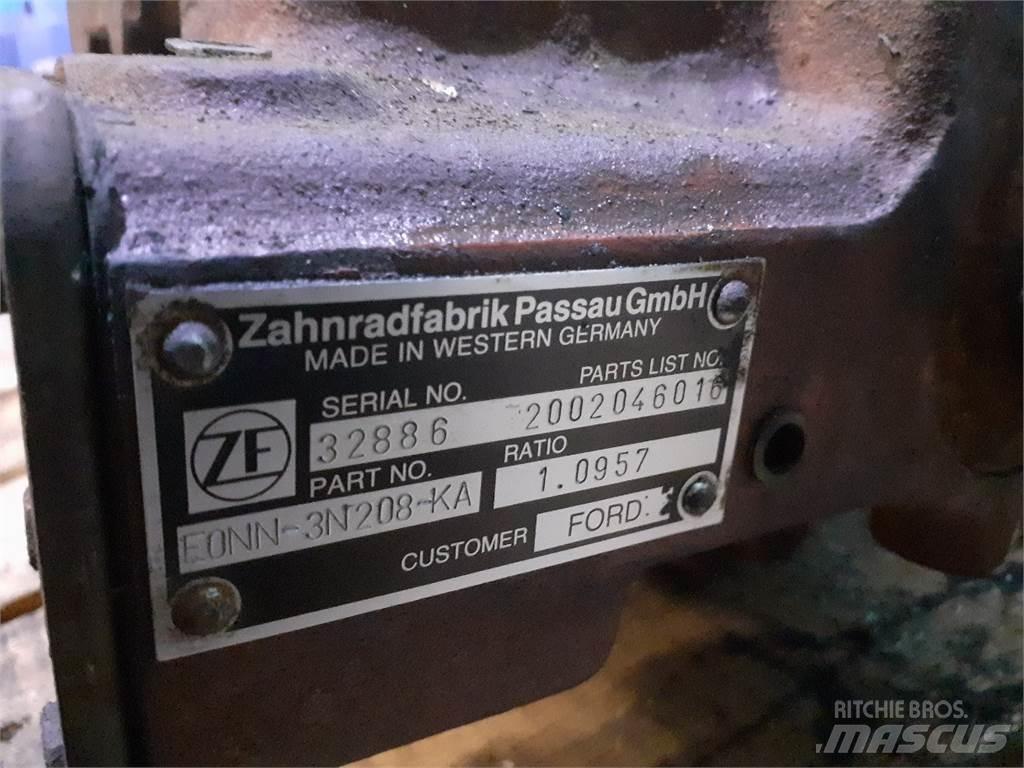 Zahnradfabrik Passau GmbH
MADE IN WESTERN GERMANY
SERIAL NO. PARTS LIST NO.
32886 2002046016
ZF
PART NO. RATIO
E0NN-3N208-KA 1.0957
CUSTOMER FORD
RITCHIE BROS.
MASCUS